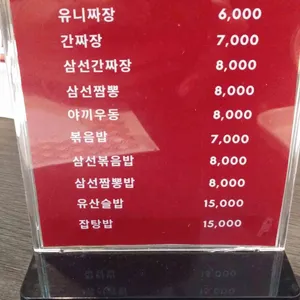 유니짜장 6,000
간짜장 7,000
삼선간짜장 8,000
삼선짬뽕 8,000
야끼우동 8,000
볶음밥 7,000
삼선볶음밥 8,000
삼선짬뽕밥 8,000
유산슬밥 15,000
잡탕밥 15,000